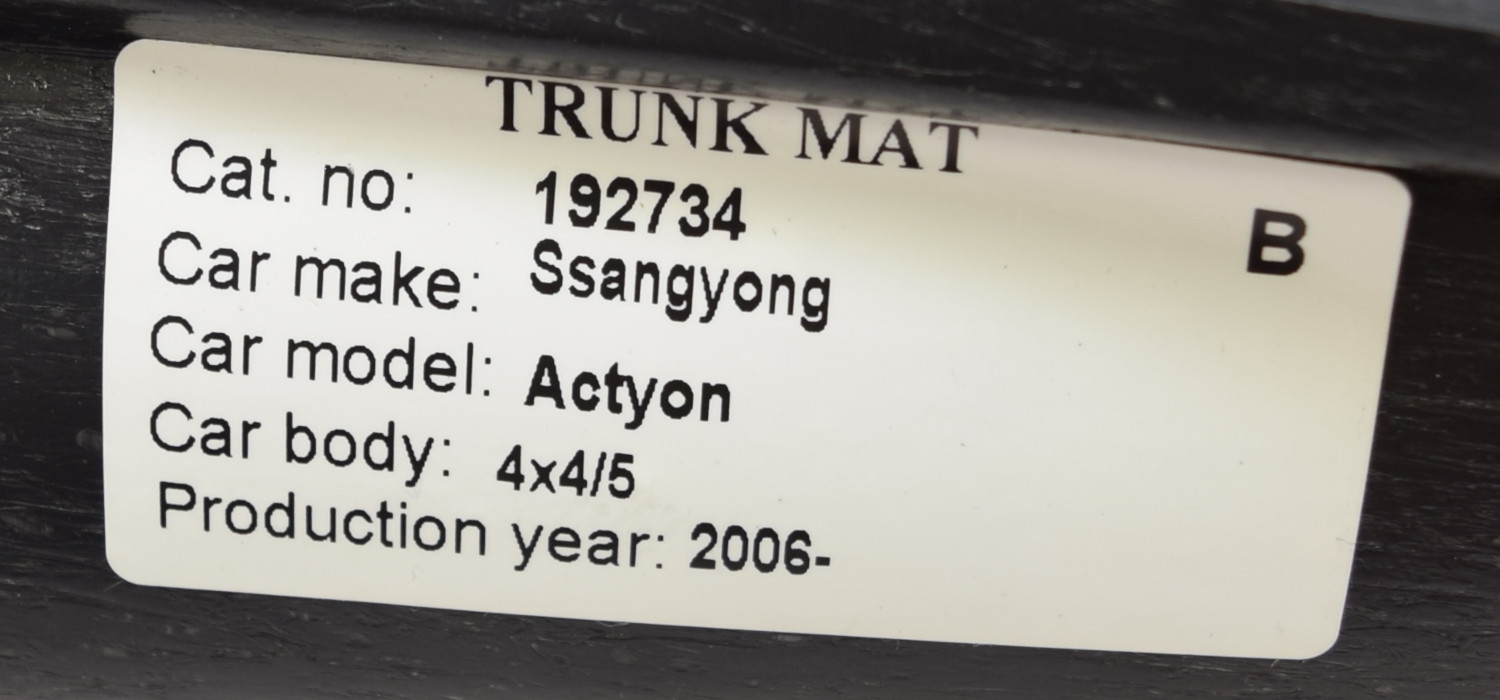 TRUNK MAT
Cat. no: 192734
B
Car make: Ssangyong
Car model: Actyon
Car body: 4x4/5
Production year: 2006-